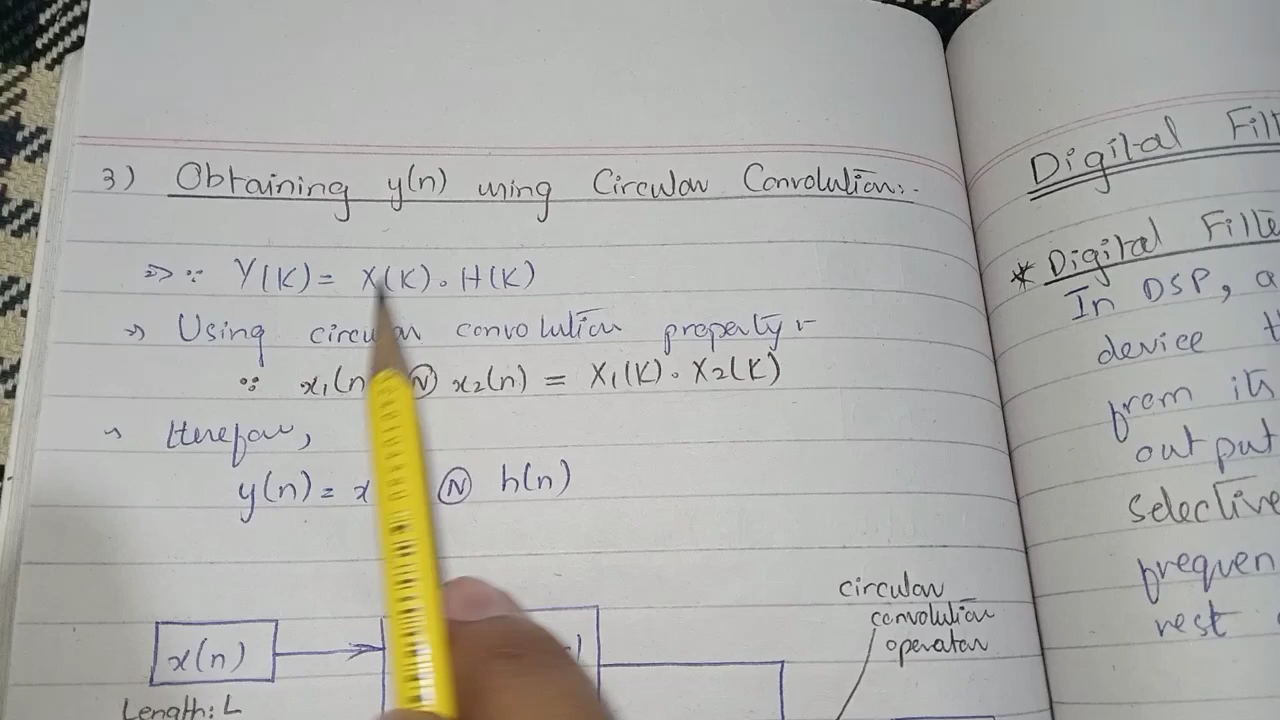 3) Obtaining y(n) using Circular Convolution:-
⇒ ∵ Y(K) = X(K) . H(K)
→ Using circular convolution property :-
∵ x₁(n) Ⓝ x₂(n) = X₁(K) . X₂(K)
→ therefore,
y(n) = x Ⓝ h(n)
circular
convolution
operator
x(n)
Length: L
Digital Filt
* Digital Filte
In DSP, a
device t
from its
output
selective
frequen
rest